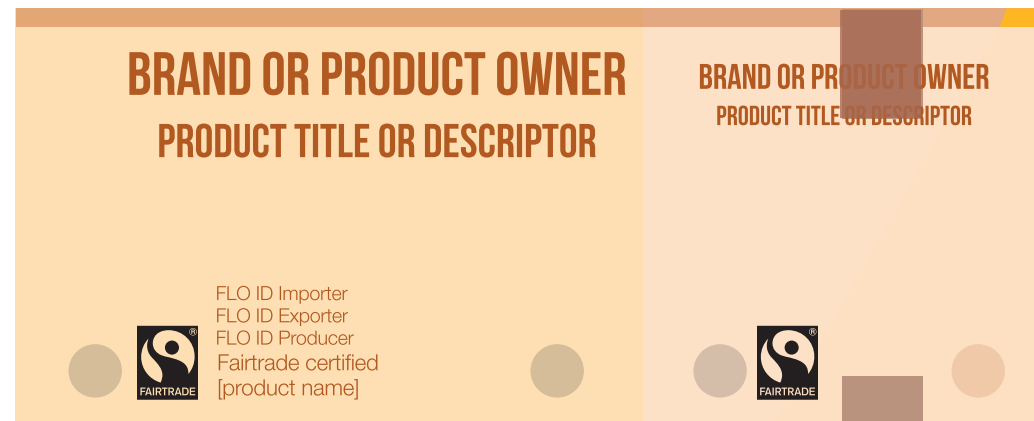 BRAND OR PRODUCT OWNER
PRODUCT TITLE OR DESCRIPTOR
FLO ID Importer
FLO ID Exporter
FLO ID Producer
Fairtrade certified
[product name]
®
FAIRTRADE
BRAND OR PRODUCT OWNER
PRODUCT TITLE OR DESCRIPTOR
®
FAIRTRADE